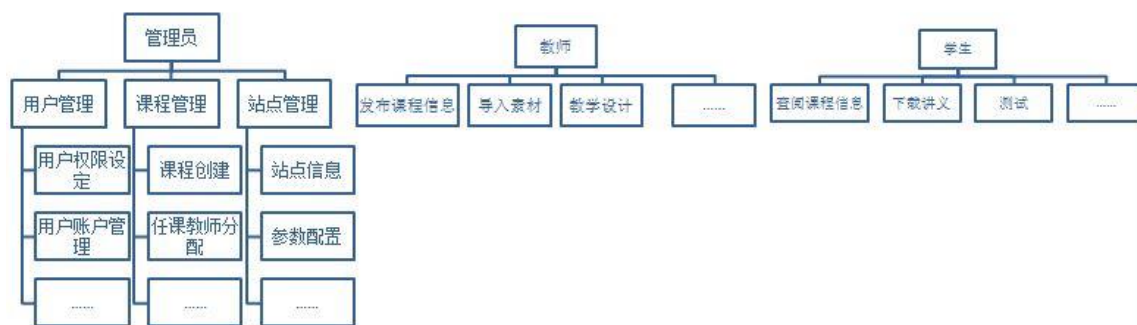 管理员
用户管理
课程管理
站点管理
用户权限设
定
课程创建
站点信息
用户账户管
理
任课教师分
配
参数配置
……
……
……
教师
发布课程信息
导入素材
教学设计
……
学生
查阅课程信息
下载讲义
测试
……